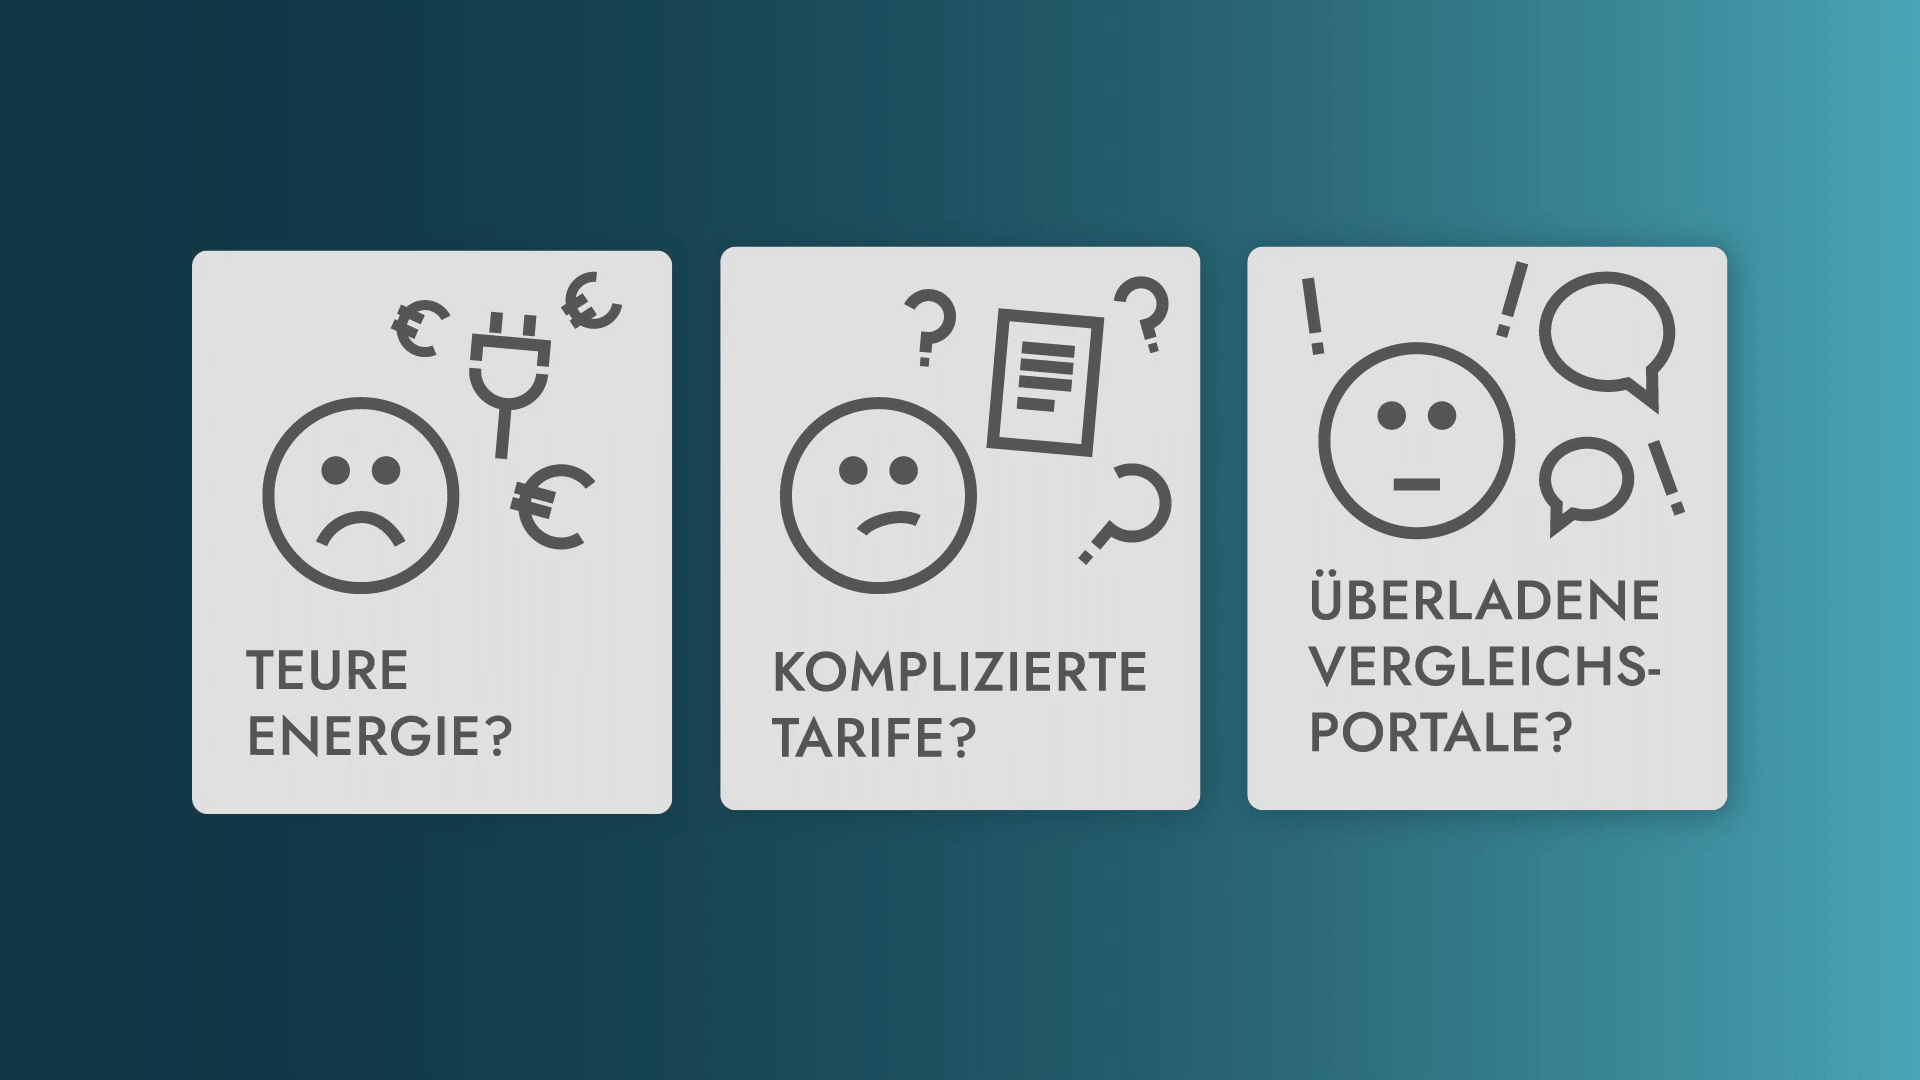 TEURE
ENERGIE?
KOMPLIZIERTE
TARIFE?
ÜBERLADENE
VERGLEICHS-
PORTALE?